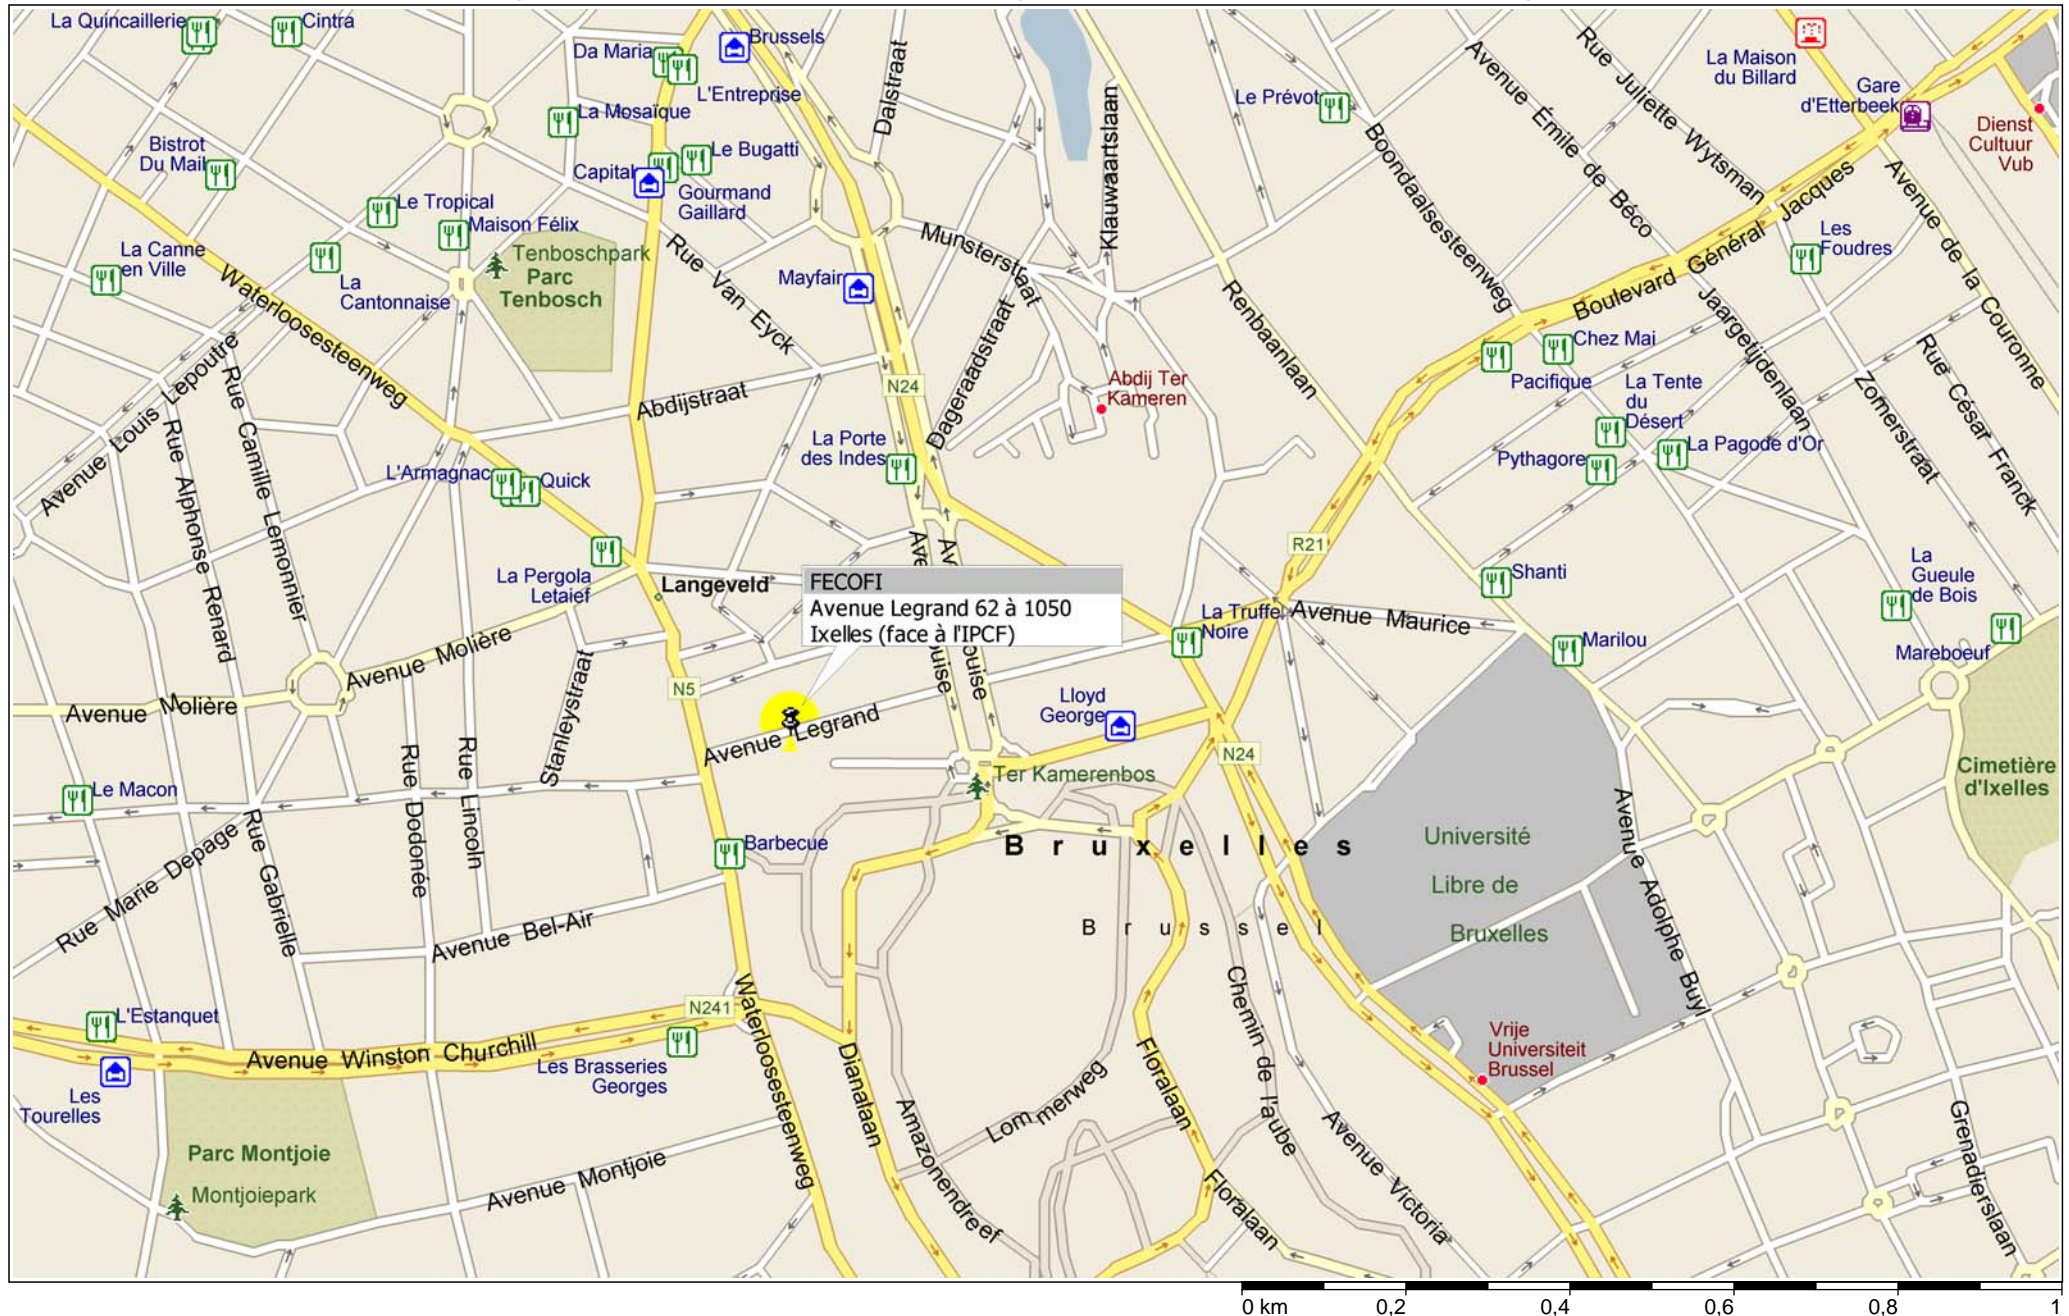 La Quincaillerie
Cintra
Da Maria
Brussels
L'Entreprise
La Mosaïque
Dalstraat
Klauwaartslaan
Le Prévot
Rue Juliette Wytsman
Avenue Émile de Béco
La Maison
du Billard
Gare
d'Etterbeek
Dienst
Cultuur
Vub
Bistrot
Du Mail
Capital
Le Bugatti
Gourmand
Gaillard
Boondaalsesteenweg
Boulevard Général Jacques
Avenue de la Couronne
Le Tropical
Maison Félix
Les
Foudres
La Canne
en Ville
La
Cantonnaise
Tenboschpark
Parc
Tenbosch
Rue Van Eyck
Mayfair
Munsterstraat
Waterloosesteenweg
Renbaanlaan
Jaargetijdenlaan
Chez Mai
Pacifique
Rue César Franck
Zomerstraat
Avenue Louis Lepoutre
Rue Camille Lemonnier
Rue Alphonse Renard
Abdijstraat
N24
Dageraadstraat
Abdij Ter
Kameren
La Tente
du
Désert
Pythagore
La Pagode d'Or
La Porte
des Indes
L'Armagnac
Quick
R21
La Pergola
Letaief
Langeveld
FECOFI
Avenue Legrand 62 à 1050
Ixelles (face à l'IPCF)
Ave
Av
ouise
ouise
La Truffe
Noire
Avenue Maurice
Shanti
Marilou
La
Gueule
de Bois
Mareboeuf
Avenue Molière
Avenue Molière
Stanleystraat
N5
Avenue Legrand
Lloyd
George
N24
Ter Kamerenbos
Cimetière
d'Ixelles
Le Macon
Rue Dodonée
Rue Lincoln
Rue Marie Depage
Rue Gabrielle
Barbecue
Bruxelles
Brussel
Université
Libre de
Bruxelles
Avenue Adolphe Buyl
Avenue Bel-Air
L'Estanquet
Avenue Winston Churchill
N241
Waterloosesteenweg
Les Brasseries
Georges
Les
Tourelles
Parc Montjoie
Montjoiepark
Avenue Montjoie
Dianalaan
Amazonendreef
Lommerweg
Floralaan
Floralaan
Chemin de l'aube
Avenue Victoria
Vrije
Universiteit
Brussel
Grenadierslaan
0 km 0,2 0,4 0,6 0,8 1